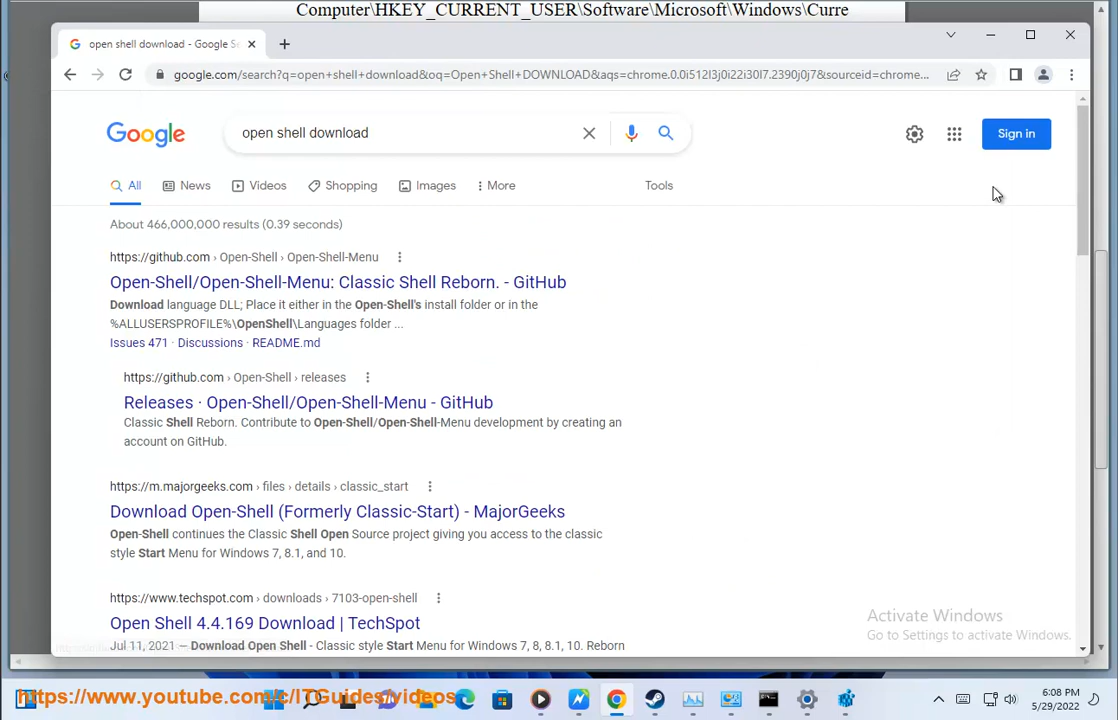 Computer\HKEY_CURRENT_USER\Software\Microsoft\Windows\Curre
open shell download - Google Se
google.com/search?q=open+shell+download&oq=Open+Shell+DOWNLOAD&aqs=chrome.0.0i512l3j0i22i30l7.2390j0j7&sourceid=chrome...
Google
open shell download
Sign in
All
News
Videos
Shopping
Images
More
Tools
About 466,000,000 results (0.39 seconds)
https://github.com › Open-Shell › Open-Shell-Menu
Open-Shell/Open-Shell-Menu: Classic Shell Reborn. - GitHub
Download language DLL; Place it either in the Open-Shell's install folder or in the
%ALLUSERSPROFILE%\OpenShell\Languages folder ...
Issues 471 · Discussions · README.md
https://github.com › Open-Shell › releases
Releases · Open-Shell/Open-Shell-Menu - GitHub
Classic Shell Reborn. Contribute to Open-Shell/Open-Shell-Menu development by creating an
account on GitHub.
https://m.majorgeeks.com › files › details › classic_start
Download Open-Shell (Formerly Classic-Start) - MajorGeeks
Open-Shell continues the Classic Shell Open Source project giving you access to the classic
style Start Menu for Windows 7, 8.1, and 10.
https://www.techspot.com › downloads › 7103-open-shell
Open Shell 4.4.169 Download | TechSpot
Jul 11, 2021 — Download Open Shell - Classic style Start Menu for Windows 7, 8, 8.1, 10. Reborn
Activate Windows
Go to Settings to activate Windows.
https://www.youtube.com/c/ITGuides/videos
6:08 PM
5/29/2022